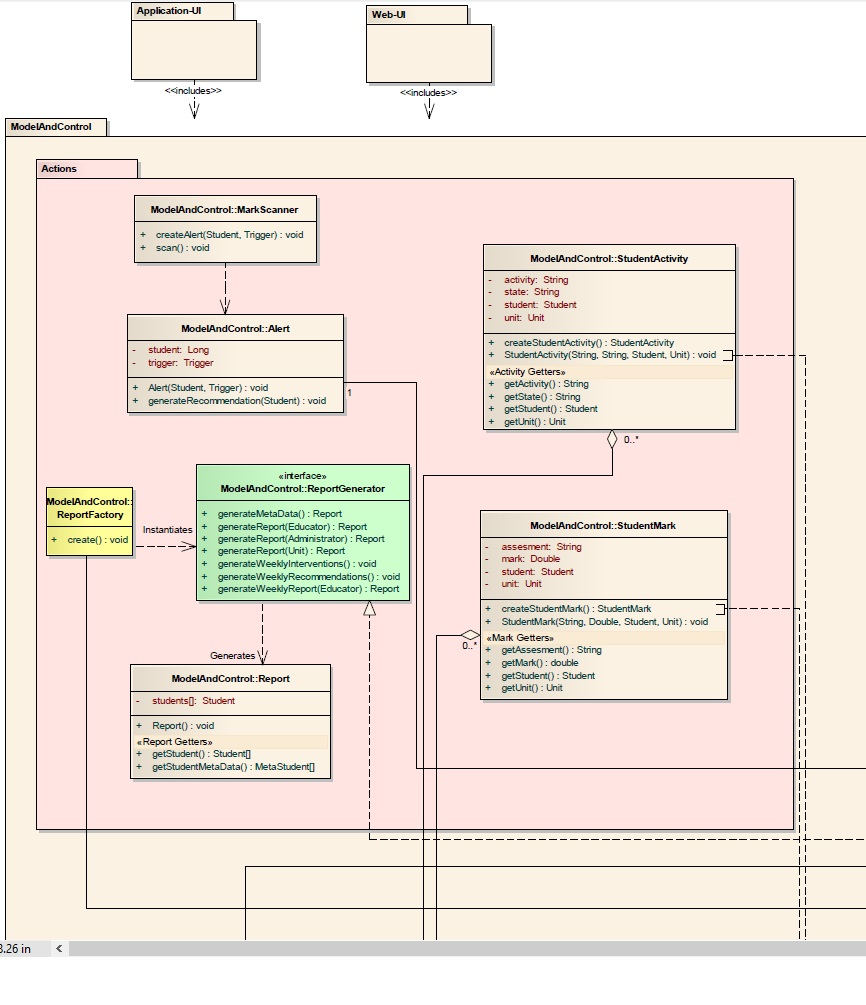 Application-UI
Web-UI
<<includes>>
<<includes>>
ModelAndControl
Actions
ModelAndControl::MarkScanner
+ createAlert(Student, Trigger) : void
+ scan() : void
ModelAndControl::Alert
- student: Long
- trigger: Trigger
+ Alert(Student, Trigger) : void
+ generateRecommendation(Student) : void
1
ModelAndControl::StudentActivity
- activity: String
- state: String
- student: Student
- unit: Unit
+ createStudentActivity() : StudentActivity
+ StudentActivity(String, String, Student, Unit) : void
«Activity Getters»
+ getActivity() : String
+ getState() : String
+ getStudent() : Student
+ getUnit() : Unit
0..*
ModelAndControl::
ReportFactory
+ create() : void
Instantiates
«interface»
ModelAndControl::ReportGenerator
+ generateMetaData() : Report
+ generateReport(Educator) : Report
+ generateReport(Administrator) : Report
+ generateReport(Unit) : Report
+ generateWeeklyInterventions() : void
+ generateWeeklyRecommendations() : void
+ generateWeeklyReport(Educator) : Report
ModelAndControl::StudentMark
- assesment: String
- mark: Double
- student: Student
- unit: Unit
+ createStudentMark() : StudentMark
+ StudentMark(String, Double, Student, Unit) : void
«Mark Getters»
+ getAssesment() : String
+ getMark() : double
+ getStudent() : Student
+ getUnit() : Unit
0..*
Generates
ModelAndControl::Report
- students[]: Student
+ Report() : void
«Report Getters»
+ getStudent() : Student[]
+ getStudentMetaData() : MetaStudent[]
3.26 in